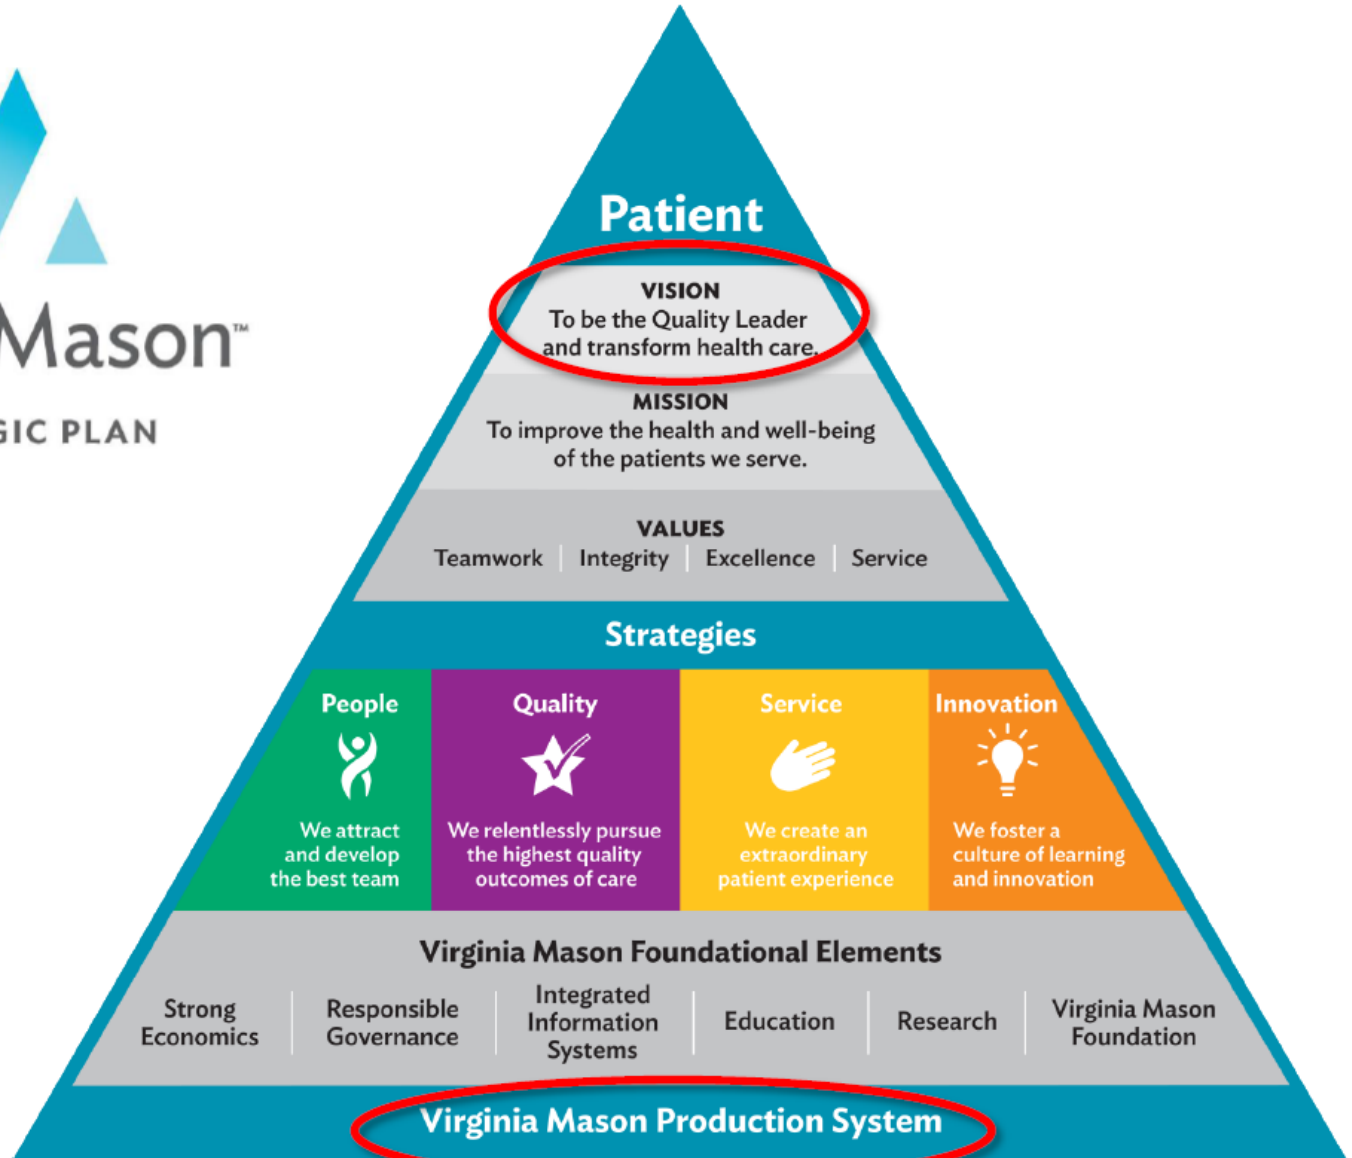 Mason™
GIC PLAN
Patient
VISION
To be the Quality Leader
and transform health care.
MISSION
To improve the health and well-being
of the patients we serve.
VALUES
Teamwork | Integrity | Excellence | Service
Strategies
People
We attract
and develop
the best team
Quality
We relentlessly pursue
the highest quality
outcomes of care
Service
We create an
extraordinary
patient experience
Innovation
We foster a
culture of learning
and innovation
Virginia Mason Foundational Elements
Strong
Economics
Responsible
Governance
Integrated
Information
Systems
Education
Research
Virginia Mason
Foundation
Virginia Mason Production System